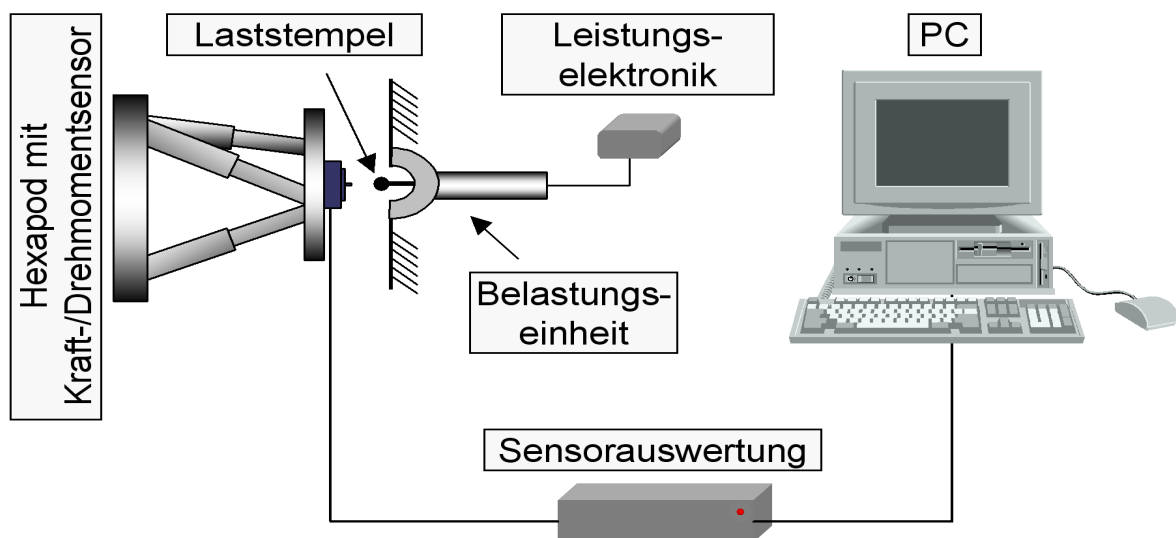 Hexapod mit
Kraft-/Drehmomentsensor
Laststempel
Leistungs-
elektronik
PC
Belastungs-
einheit
Sensorauswertung